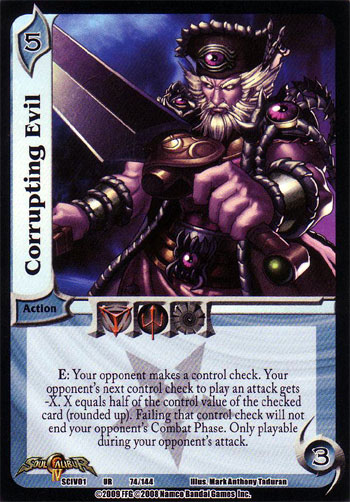 5
Corrupting Evil
Action
E: Your opponent makes a control check. Your
opponent's next control check to play an attack gets
-X. X equals half of the control value of the checked
card (rounded up). Failing that control check will not
end your opponent's Combat Phase. Only playable
during your opponent's attack.
3
SOULCALIBUR
IV
SCIV01 UR 74/144 Illus. Mark Anthony Taduran
©2009 FFG ©2008 Namco Bandai Games Inc.